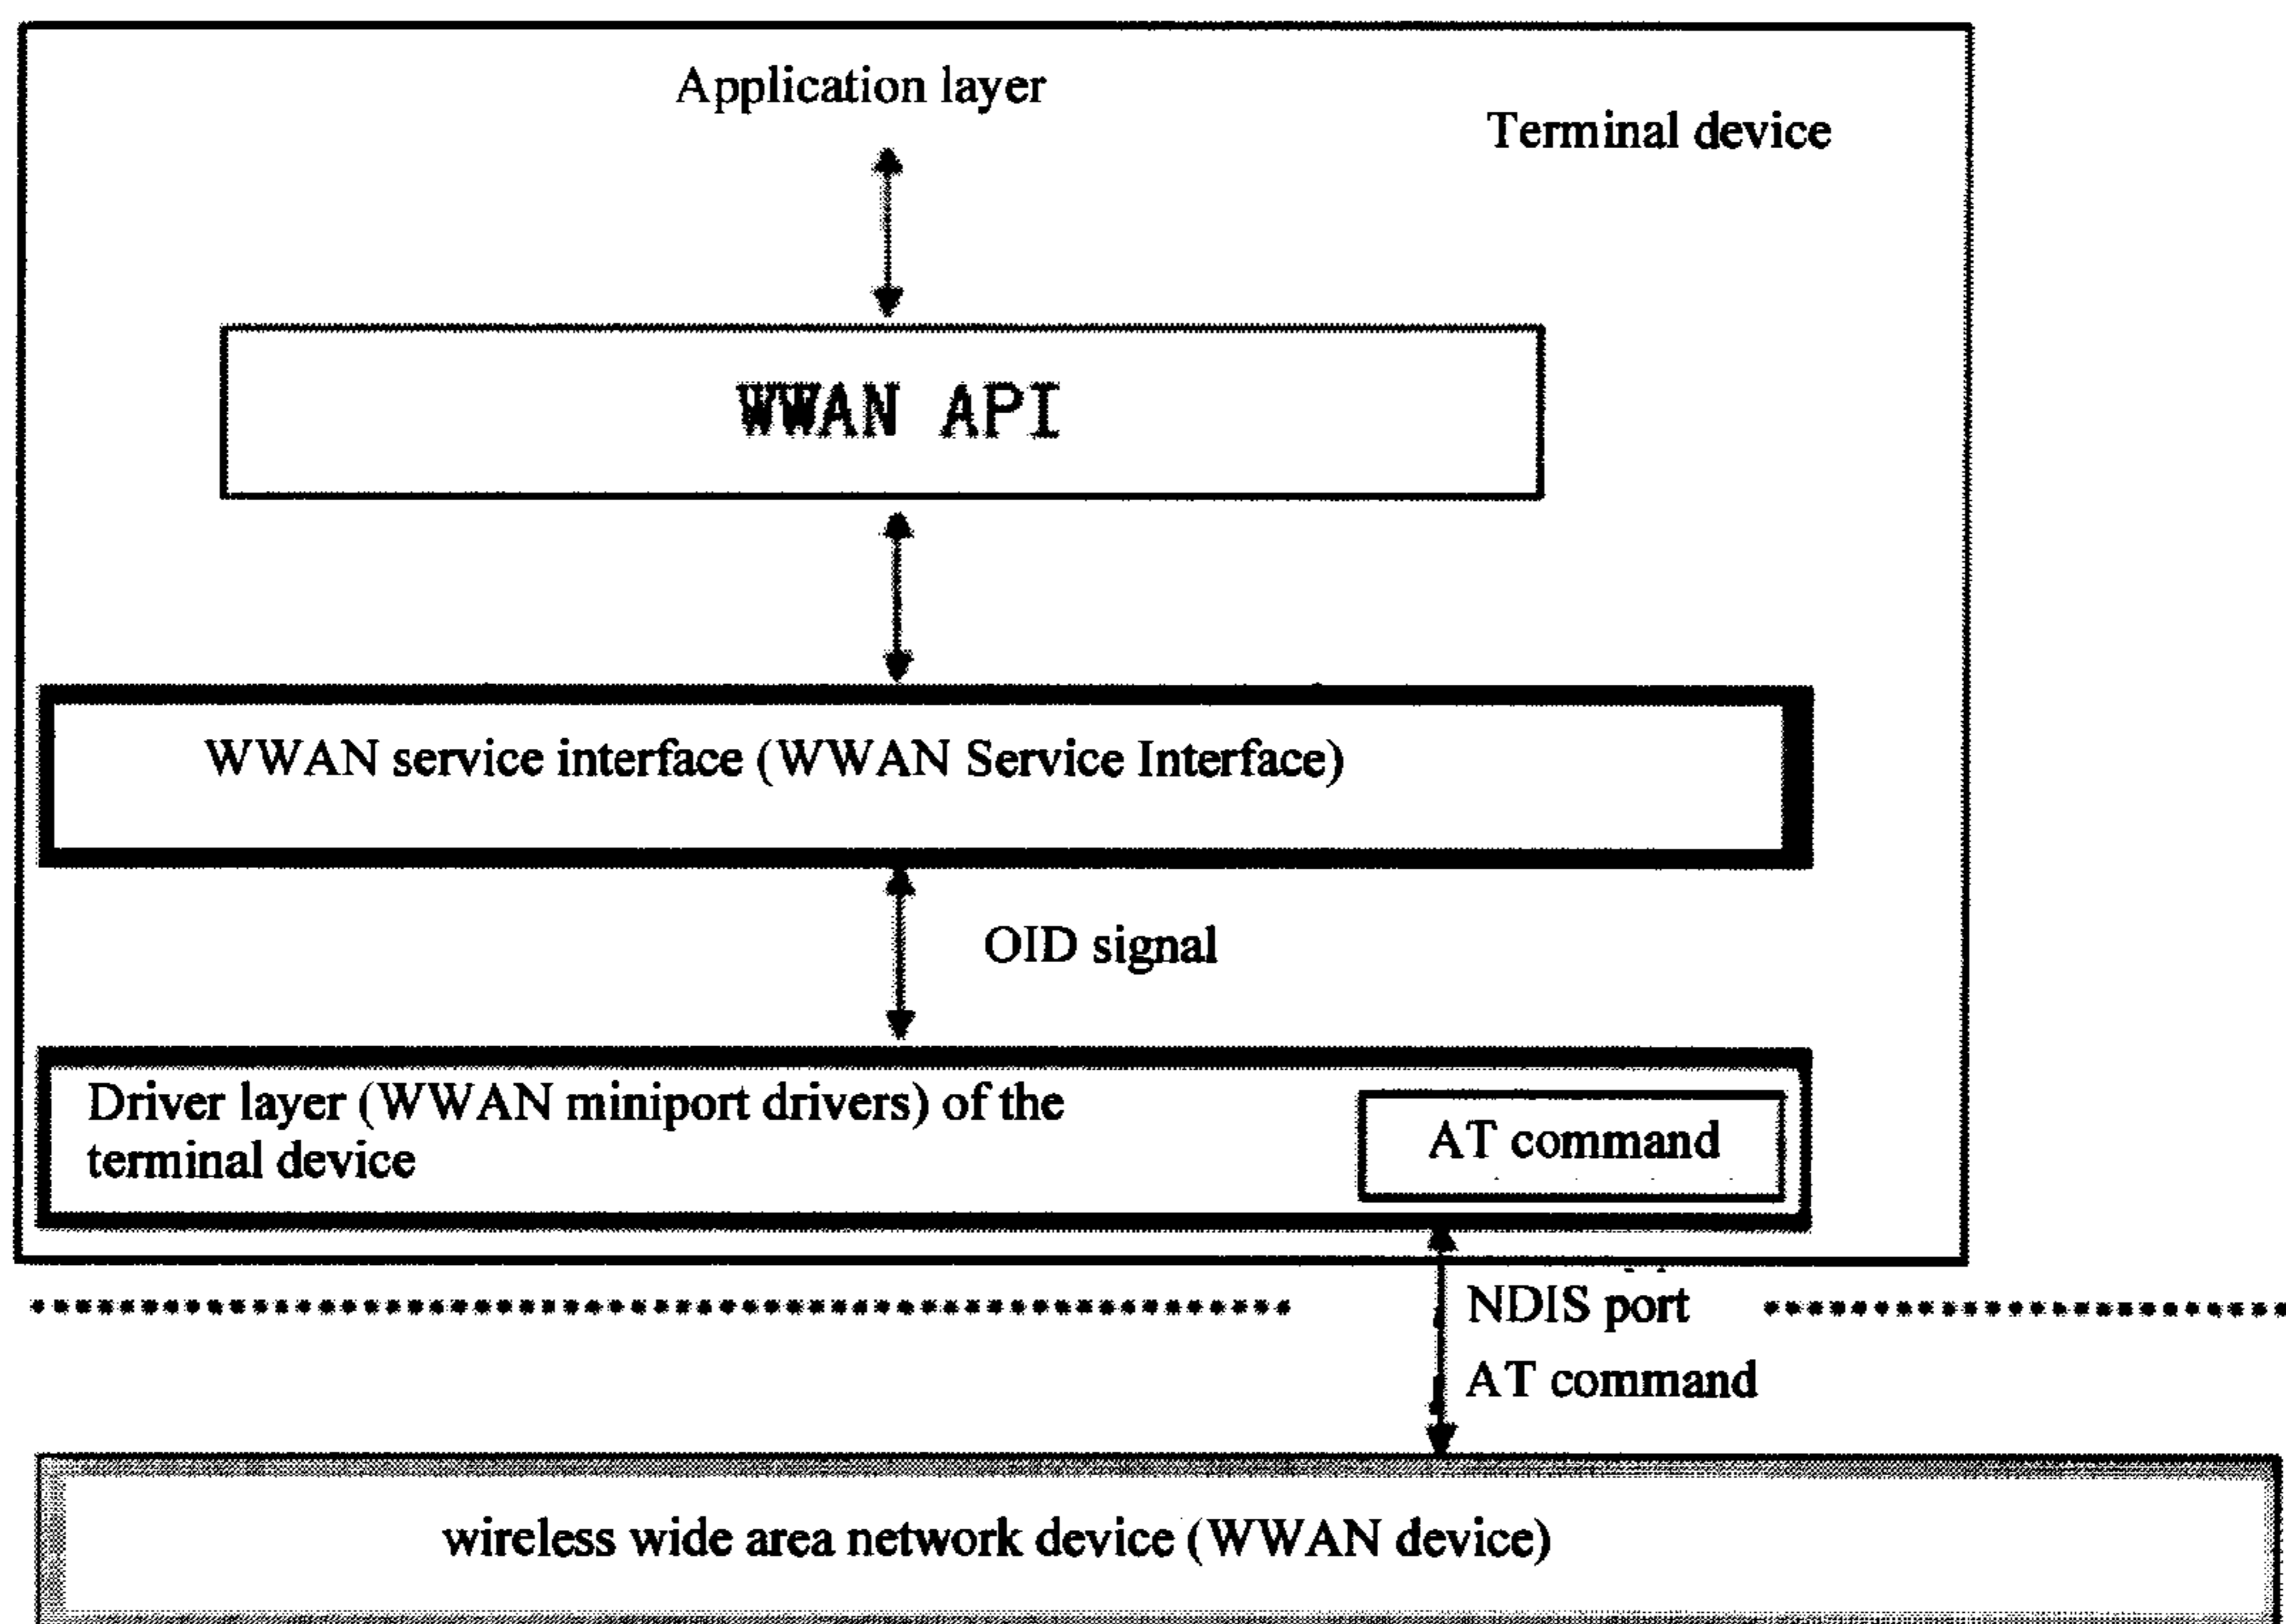 Application layer
Terminal device
WWAN API
WWAN service interface (WWAN Service Interface)
OID signal
Driver layer (WWAN miniport drivers) of the
terminal device
AT command
NDIS port
AT command
wireless wide area network device (WWAN device)